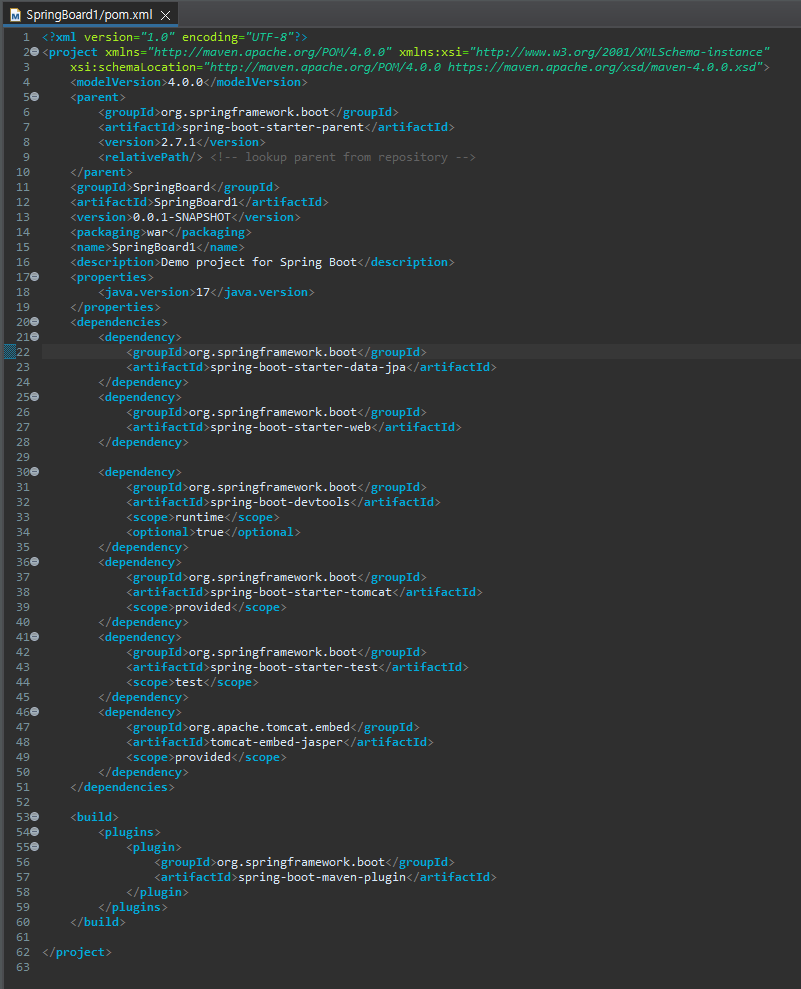 SpringBoard1/pom.xml
1 <?xml version="1.0" encoding="UTF-8"?>
2 <project xmlns="http://maven.apache.org/POM/4.0.0" xmlns:xsi="http://www.w3.org/2001/XMLSchema-instance"
3     xsi:schemaLocation="http://maven.apache.org/POM/4.0.0 https://maven.apache.org/xsd/maven-4.0.0.xsd">
4     <modelVersion>4.0.0</modelVersion>
5     <parent>
6         <groupId>org.springframework.boot</groupId>
7         <artifactId>spring-boot-starter-parent</artifactId>
8         <version>2.7.1</version>
9         <relativePath/> <!-- lookup parent from repository -->
10     </parent>
11     <groupId>SpringBoard</groupId>
12     <artifactId>SpringBoard1</artifactId>
13     <version>0.0.1-SNAPSHOT</version>
14     <packaging>war</packaging>
15     <name>SpringBoard1</name>
16     <description>Demo project for Spring Boot</description>
17     <properties>
18         <java.version>17</java.version>
19     </properties>
20     <dependencies>
21         <dependency>
22             <groupId>org.springframework.boot</groupId>
23             <artifactId>spring-boot-starter-data-jpa</artifactId>
24         </dependency>
25         <dependency>
26             <groupId>org.springframework.boot</groupId>
27             <artifactId>spring-boot-starter-web</artifactId>
28         </dependency>
29
30         <dependency>
31             <groupId>org.springframework.boot</groupId>
32             <artifactId>spring-boot-devtools</artifactId>
33             <scope>runtime</scope>
34             <optional>true</optional>
35         </dependency>
36         <dependency>
37             <groupId>org.springframework.boot</groupId>
38             <artifactId>spring-boot-starter-tomcat</artifactId>
39             <scope>provided</scope>
40         </dependency>
41         <dependency>
42             <groupId>org.springframework.boot</groupId>
43             <artifactId>spring-boot-starter-test</artifactId>
44             <scope>test</scope>
45         </dependency>
46         <dependency>
47             <groupId>org.apache.tomcat.embed</groupId>
48             <artifactId>tomcat-embed-jasper</artifactId>
49             <scope>provided</scope>
50         </dependency>
51     </dependencies>
52
53     <build>
54         <plugins>
55             <plugin>
56                 <groupId>org.springframework.boot</groupId>
57                 <artifactId>spring-boot-maven-plugin</artifactId>
58             </plugin>
59         </plugins>
60     </build>
61
62 </project>
63